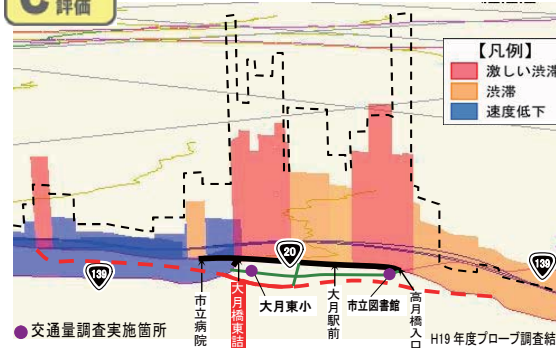 C 評価
【凡例】
激しい渋滞
渋滞
速度低下
139
20
139
市立病院
大月橋東詰
大月東小
大月駅前
市立図書館
高月橋入口
●交通量調査実施箇所
H19年度プローブ調査結